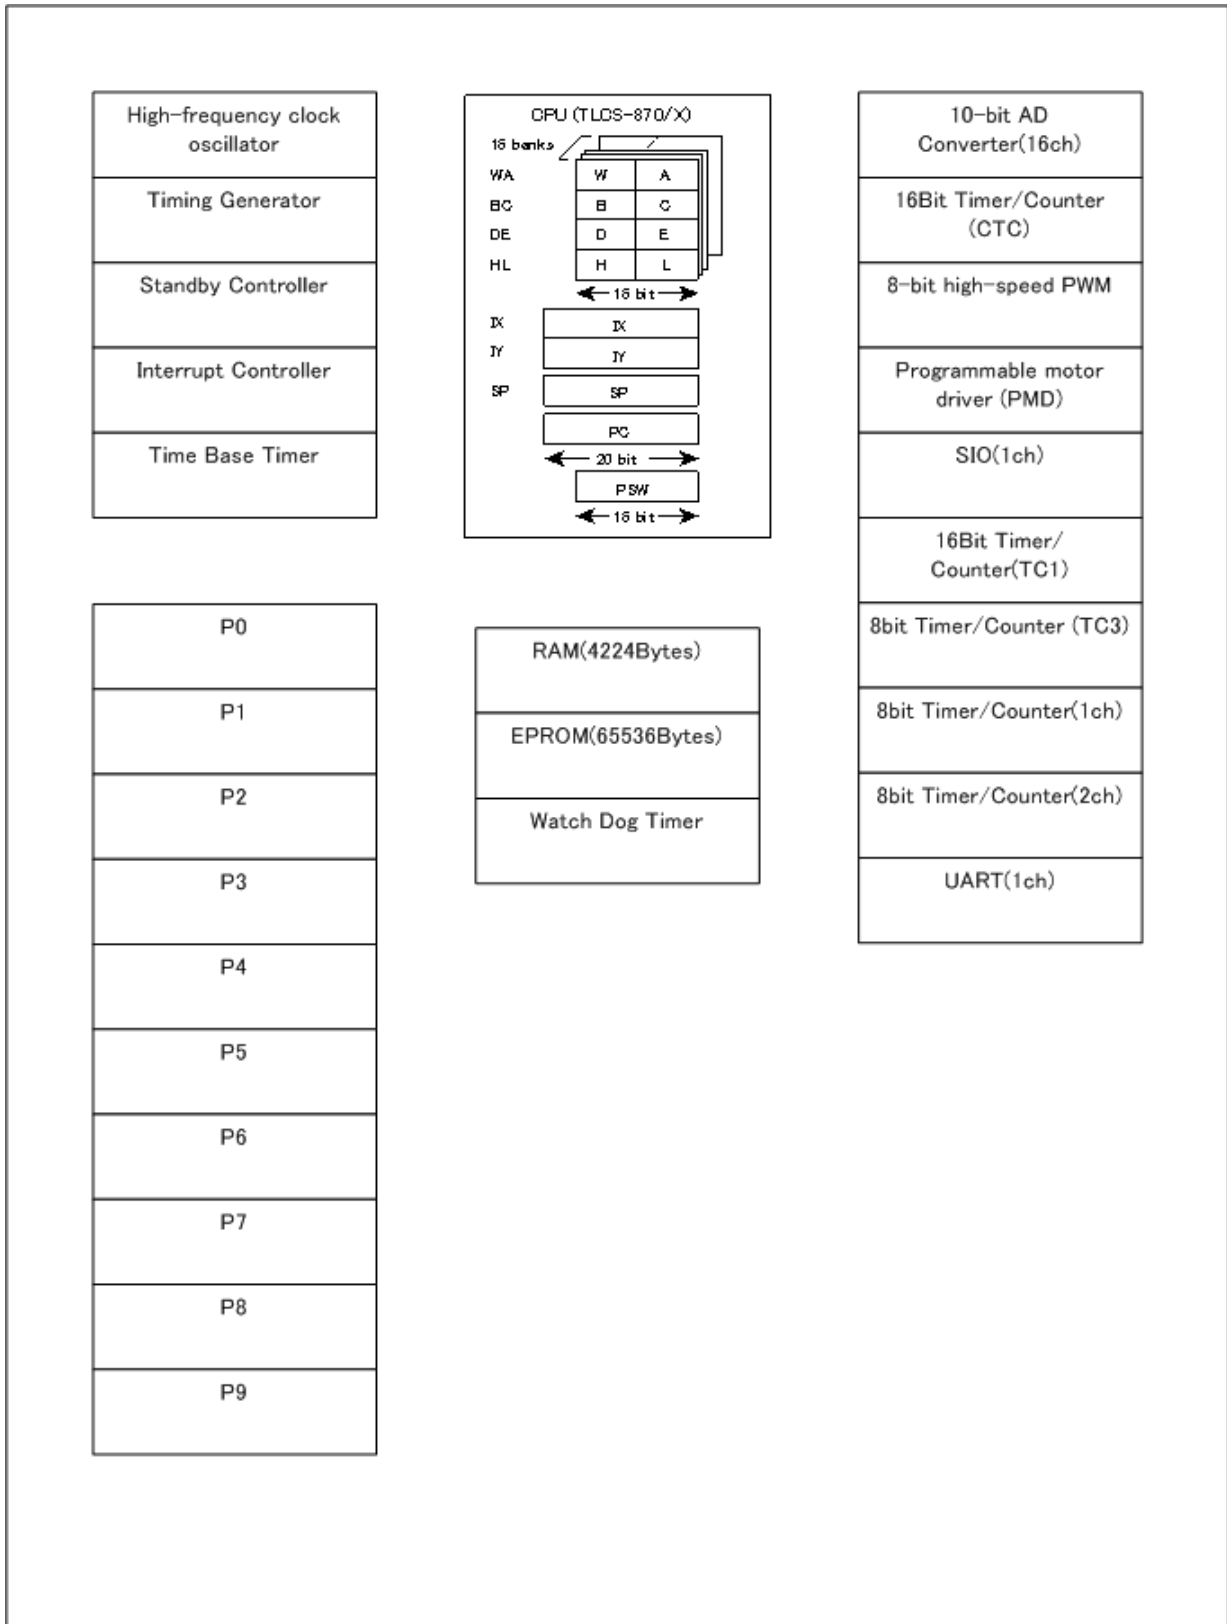 High-frequency clock
oscillator
Timing Generator
Standby Controller
Interrupt Controller
Time Base Timer
P0
P1
P2
P3
P4
P5
P6
P7
P8
P9
CPU (TLCS-870/X)
16 banks
WA W A
BC B C
DE D E
HL H L
16 bit
IX IX
IY IY
SP SP
PC
20 bit
PSW
16 bit
RAM(4224Bytes)
EPROM(65536Bytes)
Watch Dog Timer
10-bit AD
Converter(16ch)
16Bit Timer/Counter
(CTC)
8-bit high-speed PWM
Programmable motor
driver (PMD)
SIO(1ch)
16Bit Timer/
Counter(TC1)
8bit Timer/Counter (TC3)
8bit Timer/Counter(1ch)
8bit Timer/Counter(2ch)
UART(1ch)